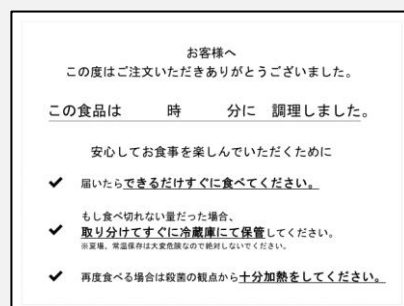 お客様へ
この度はご注文いただきありがとうございました。
この食品は　　　時　　　分に　調理しました。
安心してお食事を楽しんでいただくために
✔ 届いたらできるだけすぐに食べてください。
もし食べ切れない量だった場合、
✔ 取り分けてすぐに冷蔵庫にて保管してください。
※夏場、常温保存は大変危険なので絶対しないでください。
✔ 再度食べる場合は殺菌の観点から十分加熱をしてください。